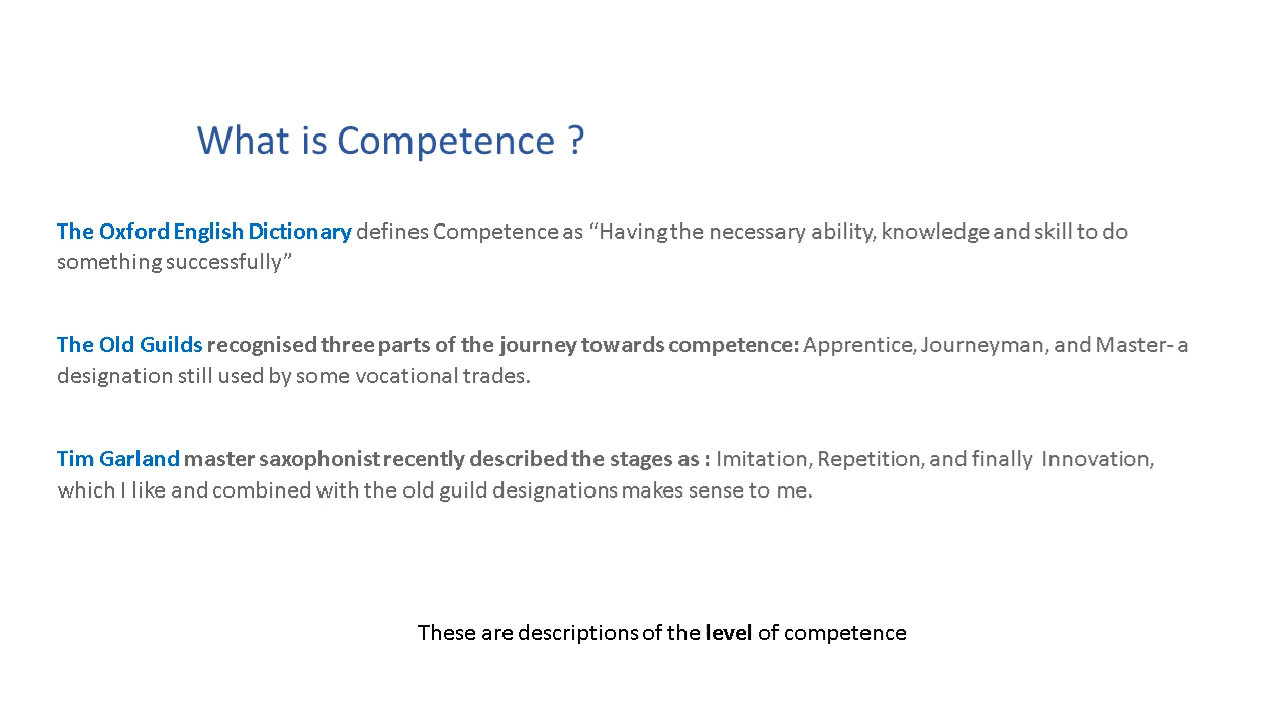 What is Competence ?
The Oxford English Dictionary defines Competence as “Having the necessary ability, knowledge and skill to do
something successfully”
The Old Guilds recognised three parts of the journey towards competence: Apprentice, Journeyman, and Master- a
designation still used by some vocational trades.
Tim Garland master saxophonist recently described the stages as : Imitation, Repetition, and finally Innovation,
which I like and combined with the old guild designations makes sense to me.
These are descriptions of the level of competence